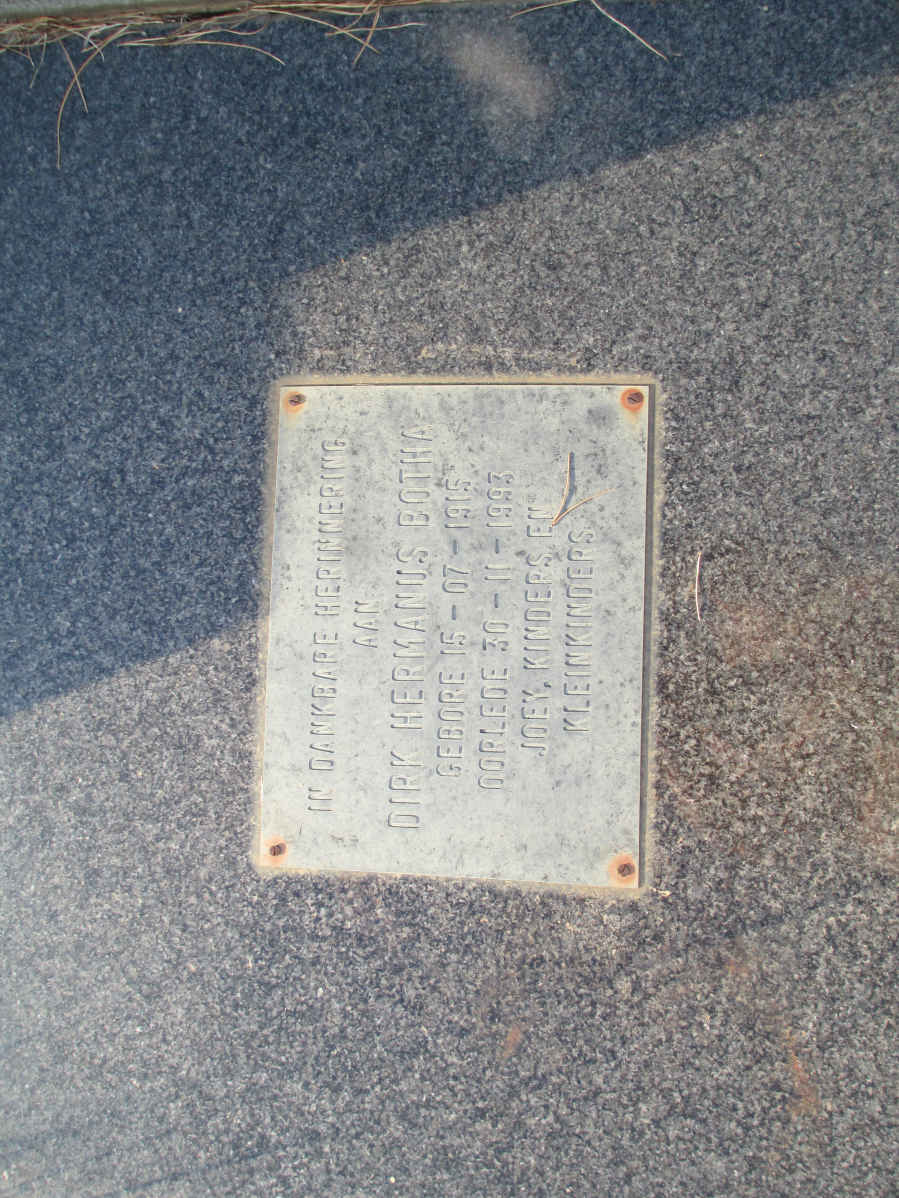 IN DANKBARE HERINNERING
AAN
DIRK HERMANUS BOTHA
GEBORE 15-07-1915
OORLEDE 30-11-1993
JOEY, KINDERS, EN
KLEINKINDERS